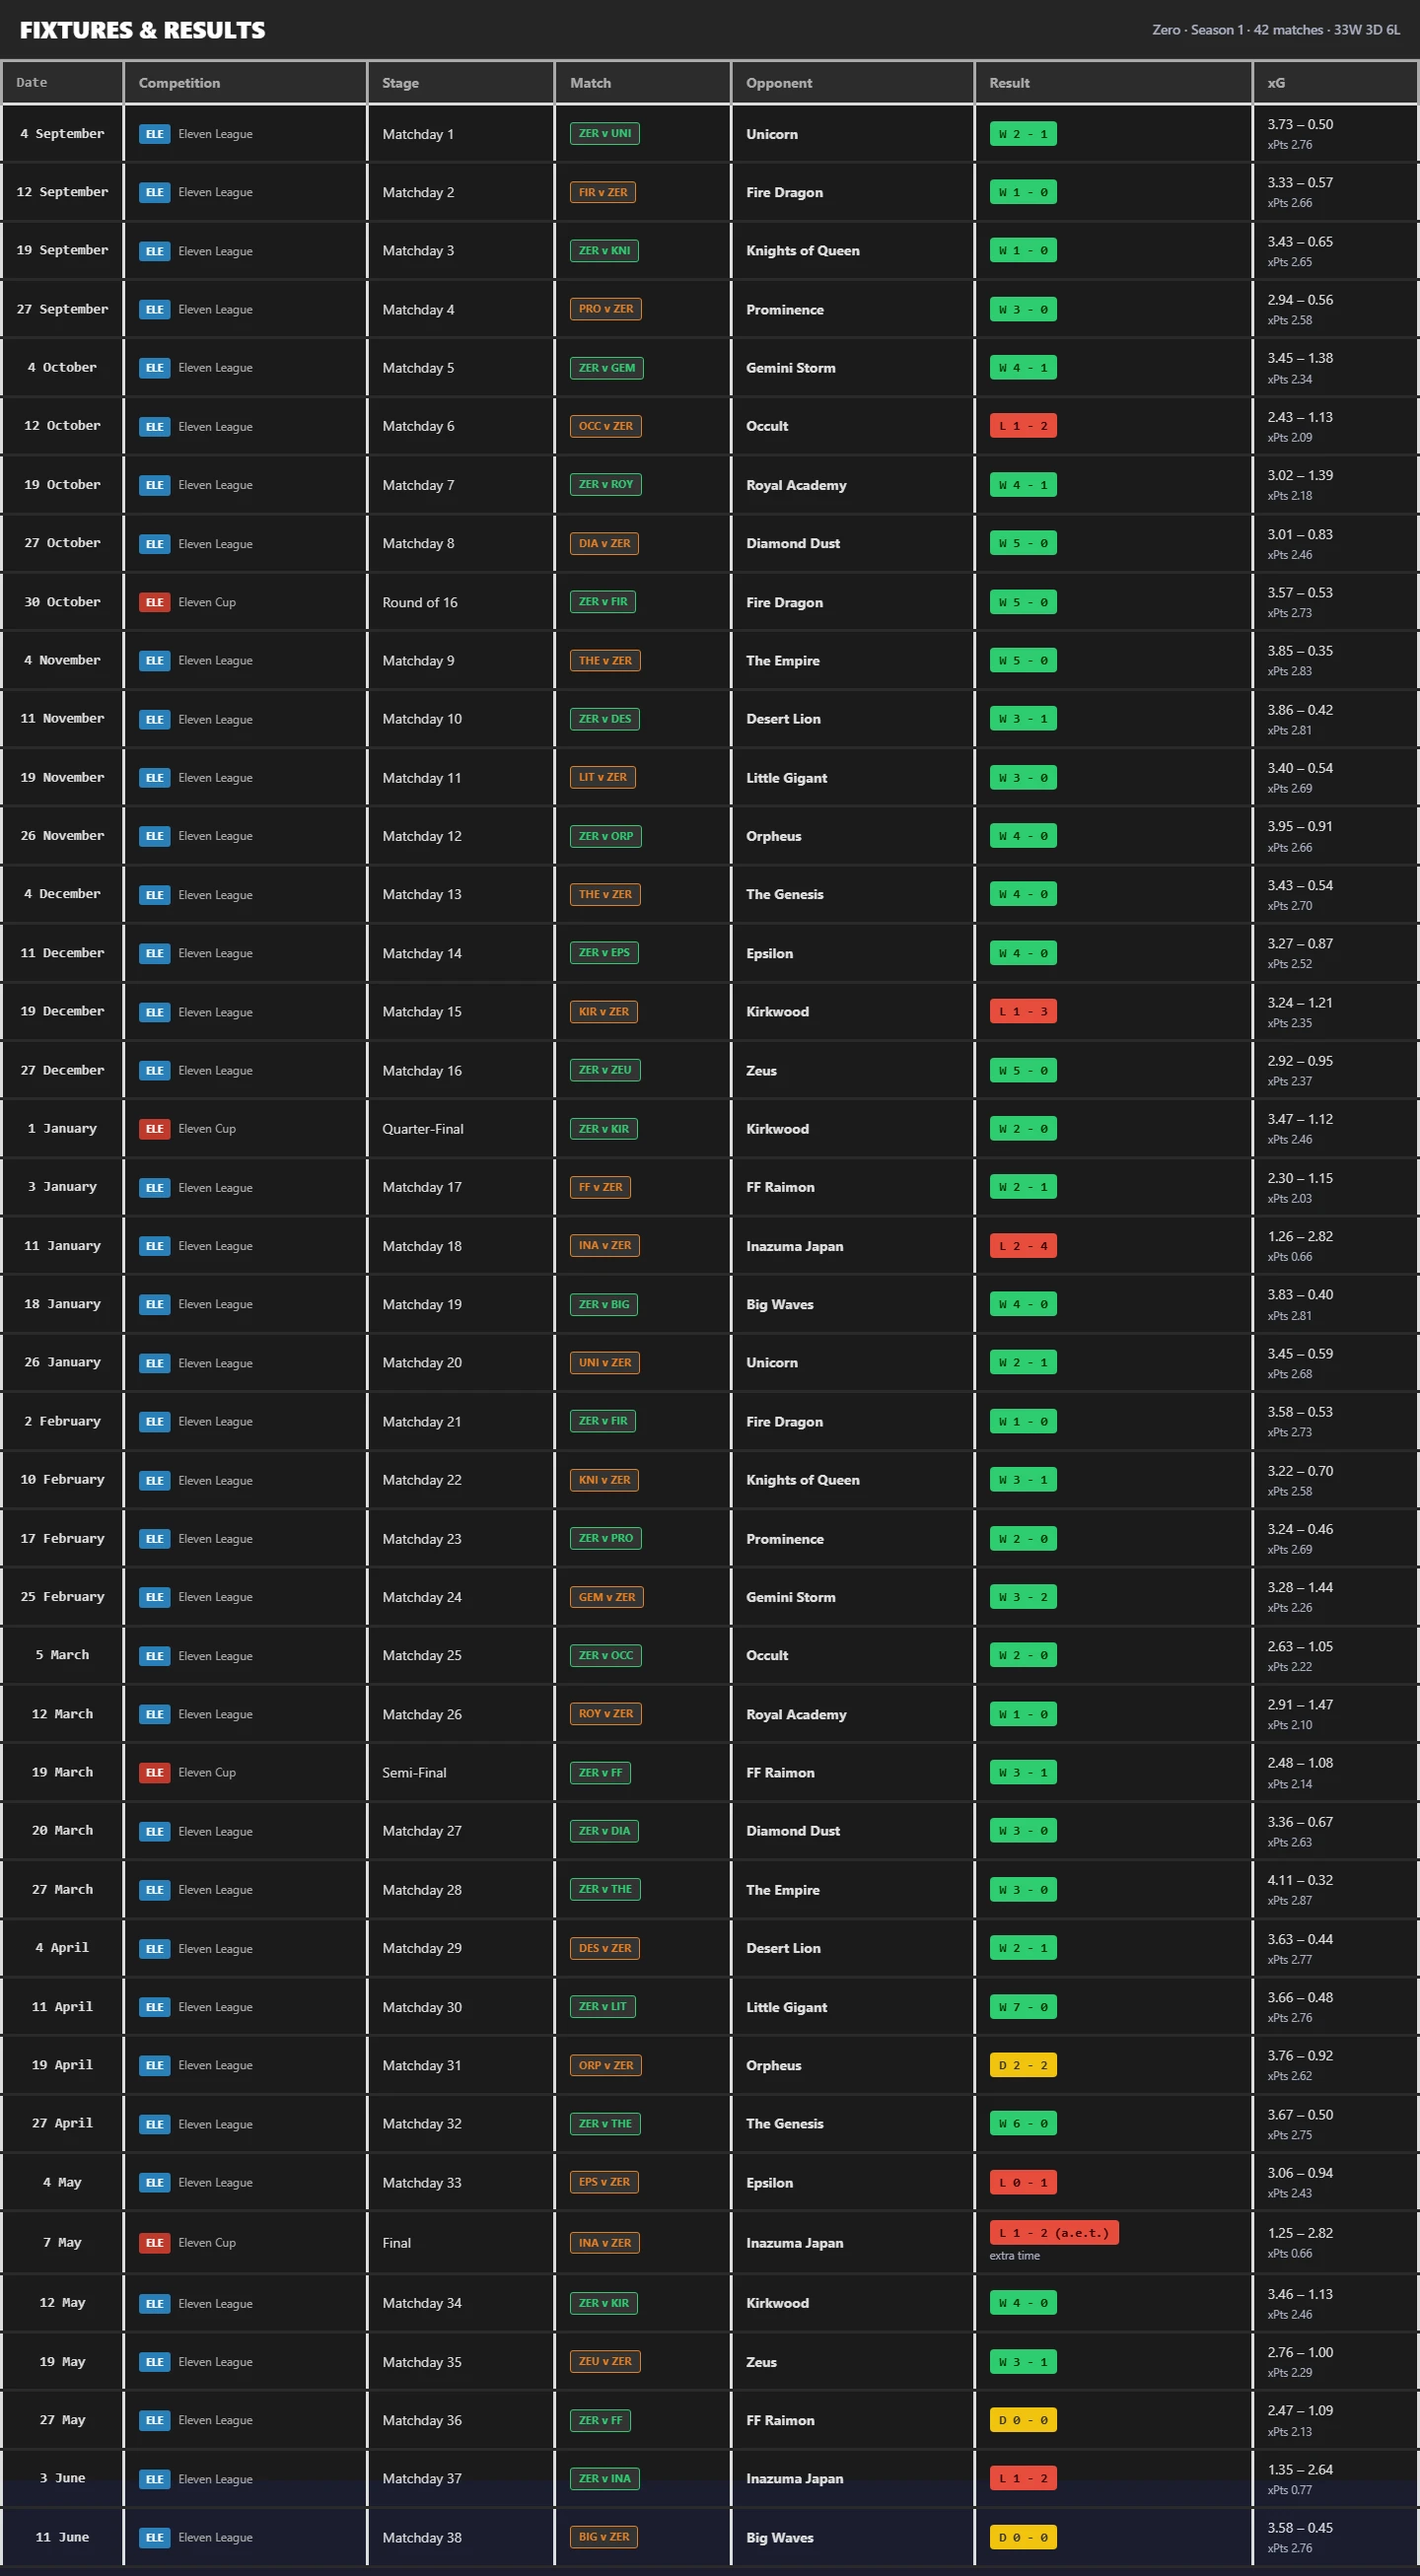 FIXTURES & RESULTS
Zero · Season 1 · 42 matches · 33W 3D 6L
Date Competition Stage Match Opponent Result xG
4 September ELE Eleven League Matchday 1 ZER v UNI Unicorn W 2 - 1 3.73 – 0.50
xPts 2.76
12 September ELE Eleven League Matchday 2 FIR v ZER Fire Dragon W 1 - 0 3.33 – 0.57
xPts 2.66
19 September ELE Eleven League Matchday 3 ZER v KNI Knights of Queen W 1 - 0 3.43 – 0.65
xPts 2.65
27 September ELE Eleven League Matchday 4 PRO v ZER Prominence W 3 - 0 2.94 – 0.56
xPts 2.58
4 October ELE Eleven League Matchday 5 ZER v GEM Gemini Storm W 4 - 1 3.45 – 1.38
xPts 2.34
12 October ELE Eleven League Matchday 6 OCC v ZER Occult L 1 - 2 2.43 – 1.13
xPts 2.09
19 October ELE Eleven League Matchday 7 ZER v ROY Royal Academy W 4 - 1 3.02 – 1.39
xPts 2.18
27 October ELE Eleven League Matchday 8 DIA v ZER Diamond Dust W 5 - 0 3.01 – 0.83
xPts 2.46
30 October ELE Eleven Cup Round of 16 ZER v FIR Fire Dragon W 5 - 0 3.57 – 0.53
xPts 2.73
4 November ELE Eleven League Matchday 9 THE v ZER The Empire W 5 - 0 3.85 – 0.35
xPts 2.83
11 November ELE Eleven League Matchday 10 ZER v DES Desert Lion W 3 - 1 3.86 – 0.42
xPts 2.81
19 November ELE Eleven League Matchday 11 LIT v ZER Little Gigant W 3 - 0 3.40 – 0.54
xPts 2.69
26 November ELE Eleven League Matchday 12 ZER v ORP Orpheus W 4 - 0 3.95 – 0.91
xPts 2.66
4 December ELE Eleven League Matchday 13 THE v ZER The Genesis W 4 - 0 3.43 – 0.54
xPts 2.70
11 December ELE Eleven League Matchday 14 ZER v EPS Epsilon W 4 - 0 3.27 – 0.87
xPts 2.52
19 December ELE Eleven League Matchday 15 KIR v ZER Kirkwood L 1 - 3 3.24 – 1.21
xPts 2.35
27 December ELE Eleven League Matchday 16 ZER v ZEU Zeus W 5 - 0 2.92 – 0.95
xPts 2.37
1 January ELE Eleven Cup Quarter-Final ZER v KIR Kirkwood W 2 - 0 3.47 – 1.12
xPts 2.46
3 January ELE Eleven League Matchday 17 FF v ZER FF Raimon W 2 - 1 2.30 – 1.15
xPts 2.03
11 January ELE Eleven League Matchday 18 INA v ZER Inazuma Japan L 2 - 4 1.26 – 2.82
xPts 0.66
18 January ELE Eleven League Matchday 19 ZER v BIG Big Waves W 4 - 0 3.83 – 0.40
xPts 2.81
26 January ELE Eleven League Matchday 20 UNI v ZER Unicorn W 2 - 1 3.45 – 0.59
xPts 2.68
2 February ELE Eleven League Matchday 21 ZER v FIR Fire Dragon W 1 - 0 3.58 – 0.53
xPts 2.73
10 February ELE Eleven League Matchday 22 KNI v ZER Knights of Queen W 3 - 1 3.22 – 0.70
xPts 2.58
17 February ELE Eleven League Matchday 23 ZER v PRO Prominence W 2 - 0 3.24 – 0.46
xPts 2.69
25 February ELE Eleven League Matchday 24 GEM v ZER Gemini Storm W 3 - 2 3.28 – 1.44
xPts 2.26
5 March ELE Eleven League Matchday 25 ZER v OCC Occult W 2 - 0 2.63 – 1.05
xPts 2.22
12 March ELE Eleven League Matchday 26 ROY v ZER Royal Academy W 1 - 0 2.91 – 1.47
xPts 2.10
19 March ELE Eleven Cup Semi-Final ZER v FF FF Raimon W 3 - 1 2.48 – 1.08
xPts 2.14
20 March ELE Eleven League Matchday 27 ZER v DIA Diamond Dust W 3 - 0 3.36 – 0.67
xPts 2.63
27 March ELE Eleven League Matchday 28 ZER v THE The Empire W 3 - 0 4.11 – 0.32
xPts 2.87
4 April ELE Eleven League Matchday 29 DES v ZER Desert Lion W 2 - 1 3.63 – 0.44
xPts 2.77
11 April ELE Eleven League Matchday 30 ZER v LIT Little Gigant W 7 - 0 3.66 – 0.48
xPts 2.76
19 April ELE Eleven League Matchday 31 ORP v ZER Orpheus D 2 - 2 3.76 – 0.92
xPts 2.62
27 April ELE Eleven League Matchday 32 ZER v THE The Genesis W 6 - 0 3.67 – 0.50
xPts 2.75
4 May ELE Eleven League Matchday 33 EPS v ZER Epsilon L 0 - 1 3.06 – 0.94
xPts 2.43
7 May ELE Eleven Cup Final INA v ZER Inazuma Japan L 1 - 2 (a.e.t.) 1.25 – 2.82
extra time xPts 0.66
12 May ELE Eleven League Matchday 34 ZER v KIR Kirkwood W 4 - 0 3.46 – 1.13
xPts 2.46
19 May ELE Eleven League Matchday 35 ZEU v ZER Zeus W 3 - 1 2.76 – 1.00
xPts 2.29
27 May ELE Eleven League Matchday 36 ZER v FF FF Raimon D 0 - 0 2.47 – 1.09
xPts 2.13
3 June ELE Eleven League Matchday 37 ZER v INA Inazuma Japan L 1 - 2 1.35 – 2.64
xPts 0.77
11 June ELE Eleven League Matchday 38 BIG v ZER Big Waves D 0 - 0 3.58 – 0.45
xPts 2.76